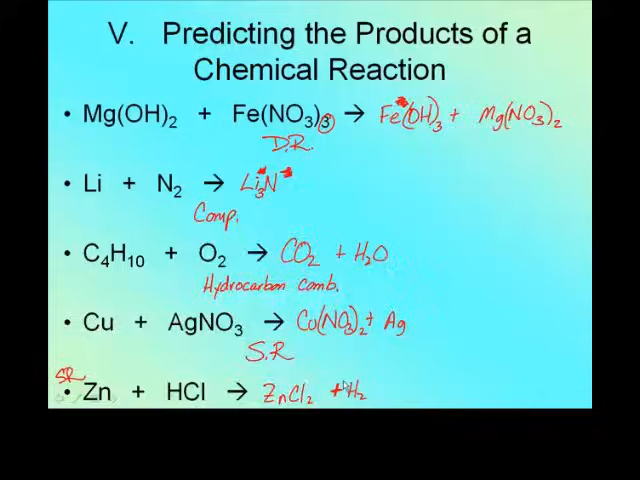 V. Predicting the Products of a
Chemical Reaction
• Mg(OH)₂ + Fe(NO₃)₃ → Fe(OH)₃ + Mg(NO₃)₂
D.R.
• Li + N₂ → Li₃N
Comp.
• C₄H₁₀ + O₂ → CO₂ + H₂O
Hydrocarbon comb.
• Cu + AgNO₃ → Cu(NO₃)₂ + Ag
S.R
SR
• Zn + HCl → ZnCl₂ + H₂